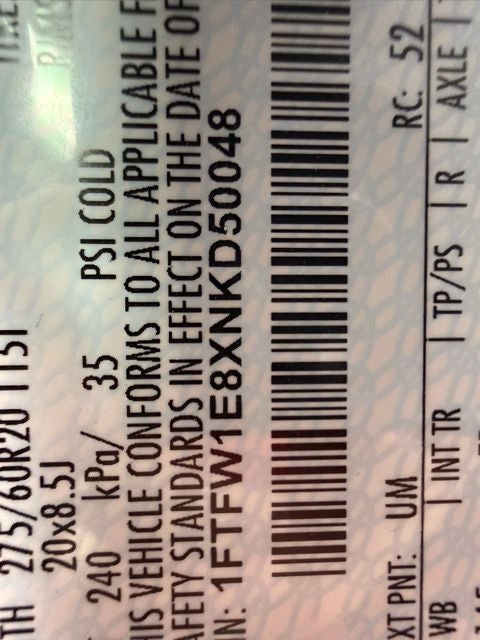 TH 275/60R20 115T
20x8.5J
240 kPa/ 35 PSI COLD
HIS VEHICLE CONFORMS TO ALL APPLICABLE F
AFETY STANDARDS IN EFFECT ON THE DATE OF
IN: 1FTFW1E8XNKD50048
XT PNT: UM RC: 52
WB | INT TR | TP/PS | R | AXLE |